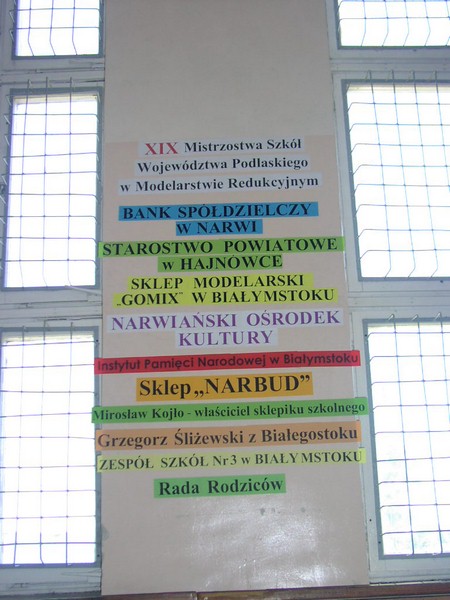 XIX Mistrzostwa Szkół
Województwa Podlaskiego
w Modelarstwie Redukcyjnym
BANK SPÓŁDZIELCZY
w NARWI
STAROSTWO POWIATOWE
w HAJNÓWCE
SKLEP MODELARSKI
„GOMIX” W BIAŁYMSTOKU
NARWIAŃSKI OŚRODEK
KULTURY
Instytut Pamięci Narodowej w Białymstoku
Sklep „NARBUD”
Mirosław Kojło - właściciel sklepiku szkolnego
Grzegorz Śliżewski z Białegostoku
ZESPÓŁ SZKÓŁ Nr 3 w BIAŁYMSTOKU
Rada Rodziców